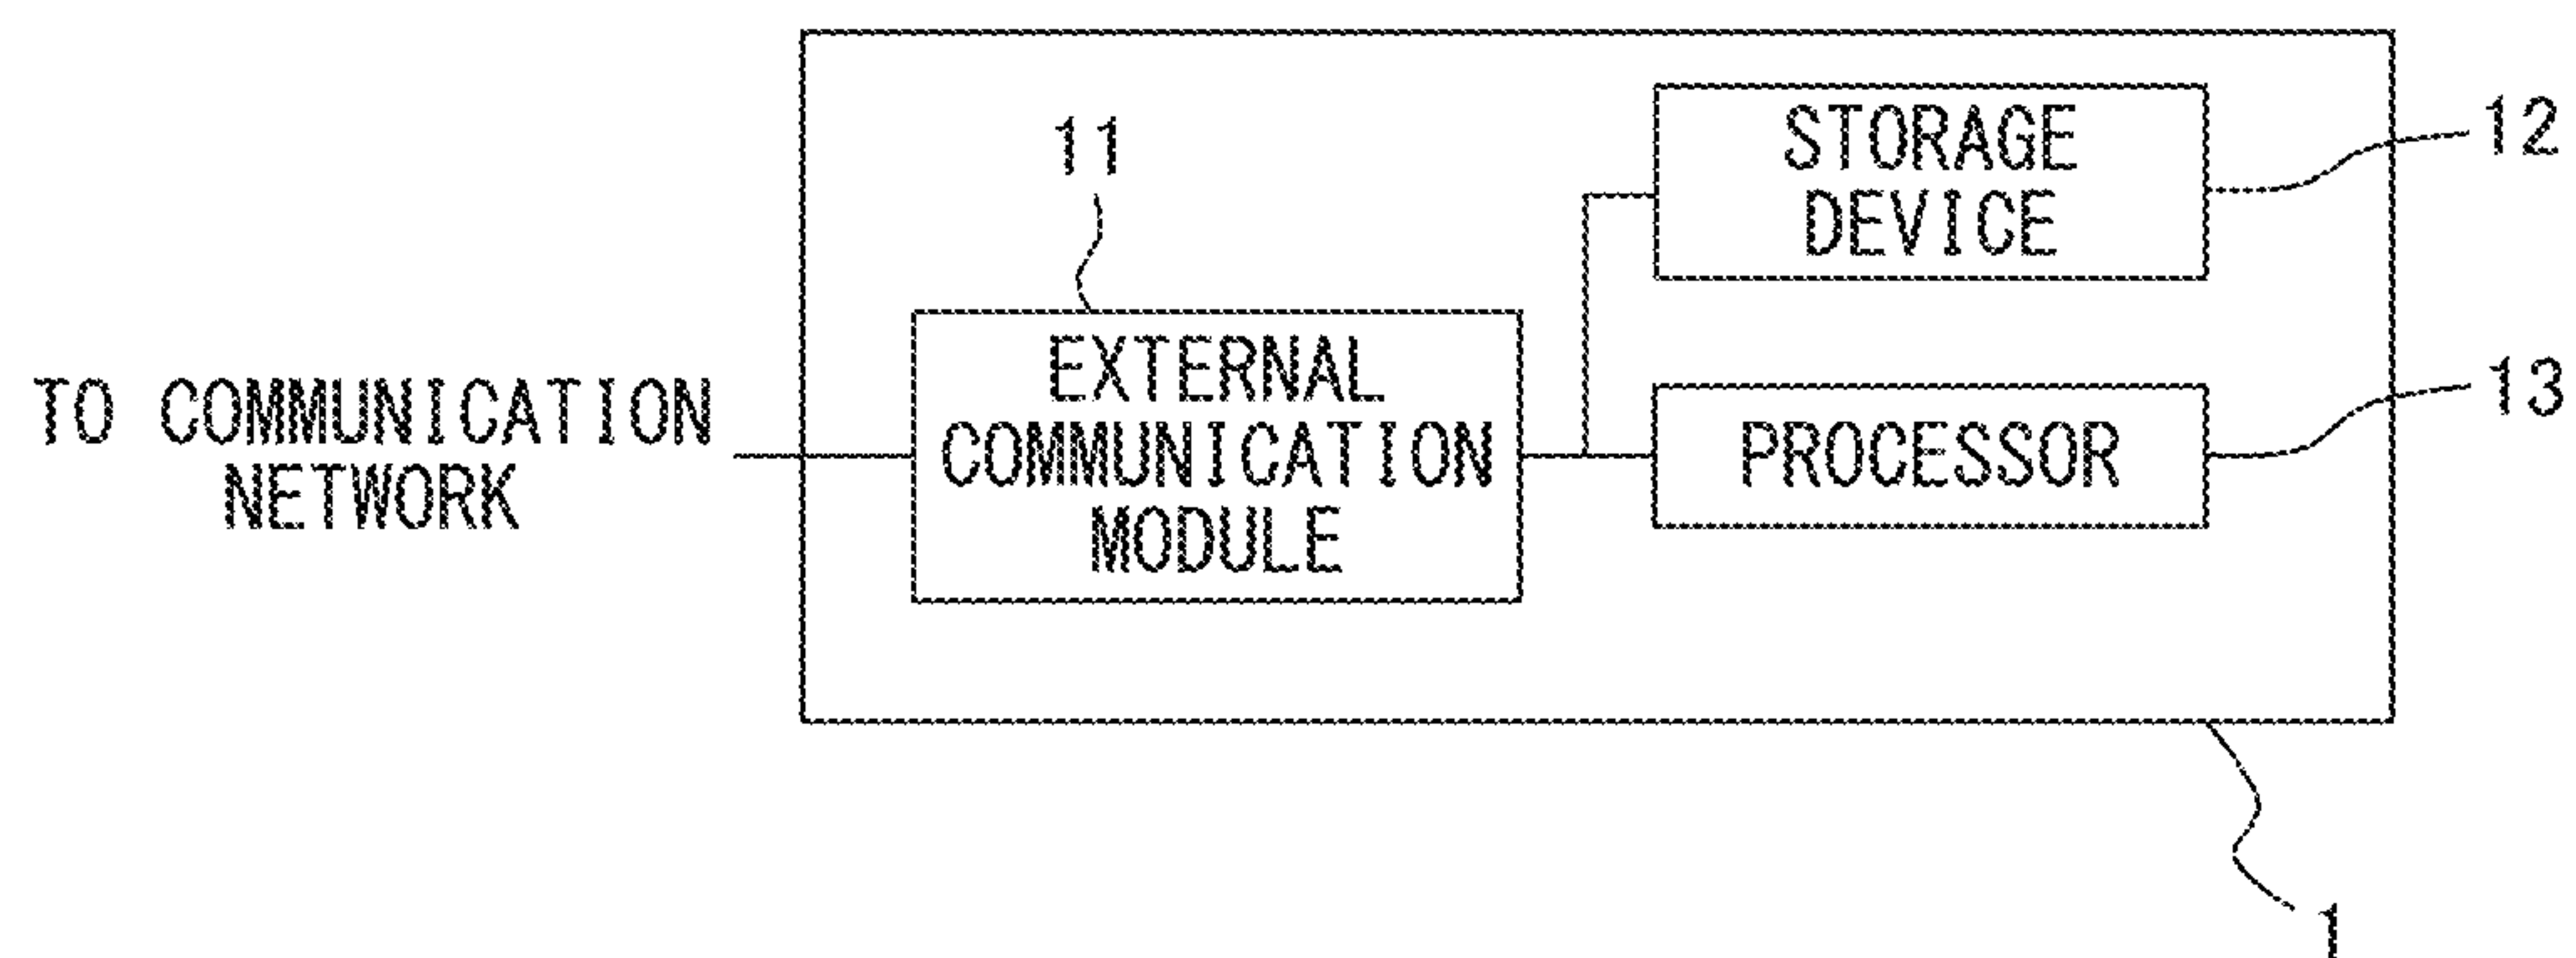 11
STORAGE
DEVICE
12
EXTERNAL
COMMUNICATION
MODULE
TO COMMUNICATION
NETWORK
PROCESSOR
13
1